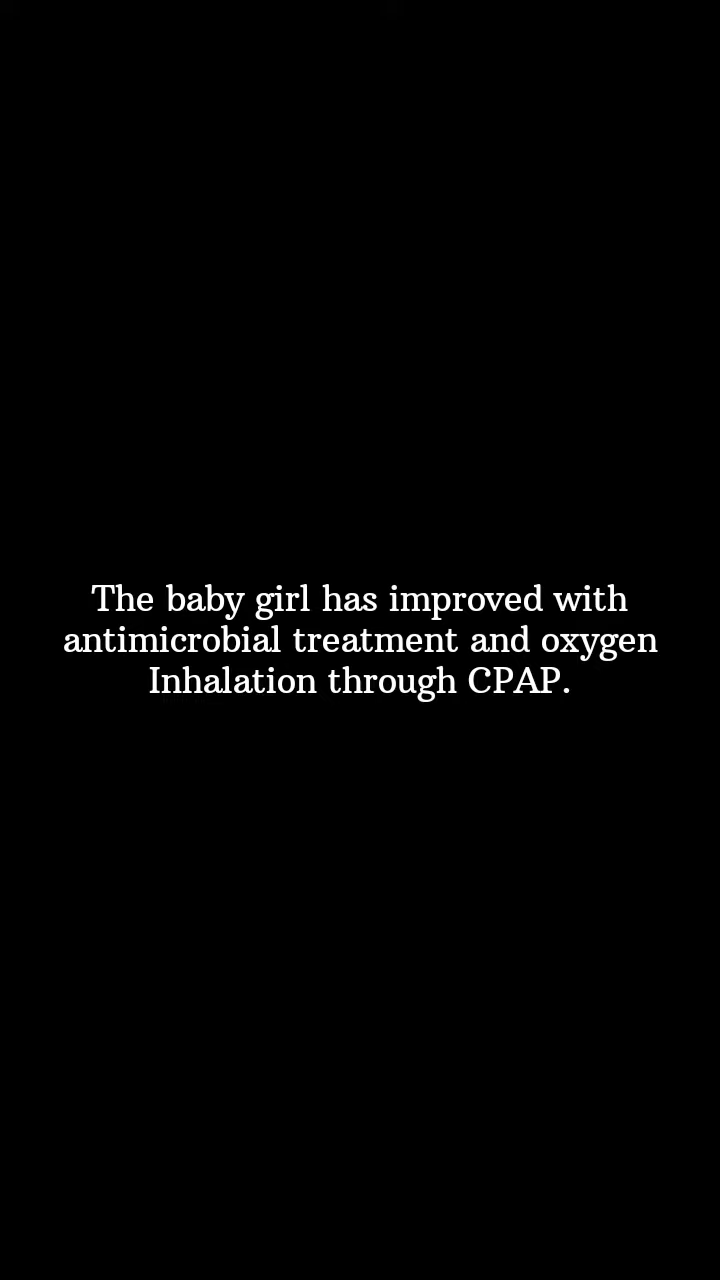 The baby girl has improved with
antimicrobial treatment and oxygen
Inhalation through CPAP.